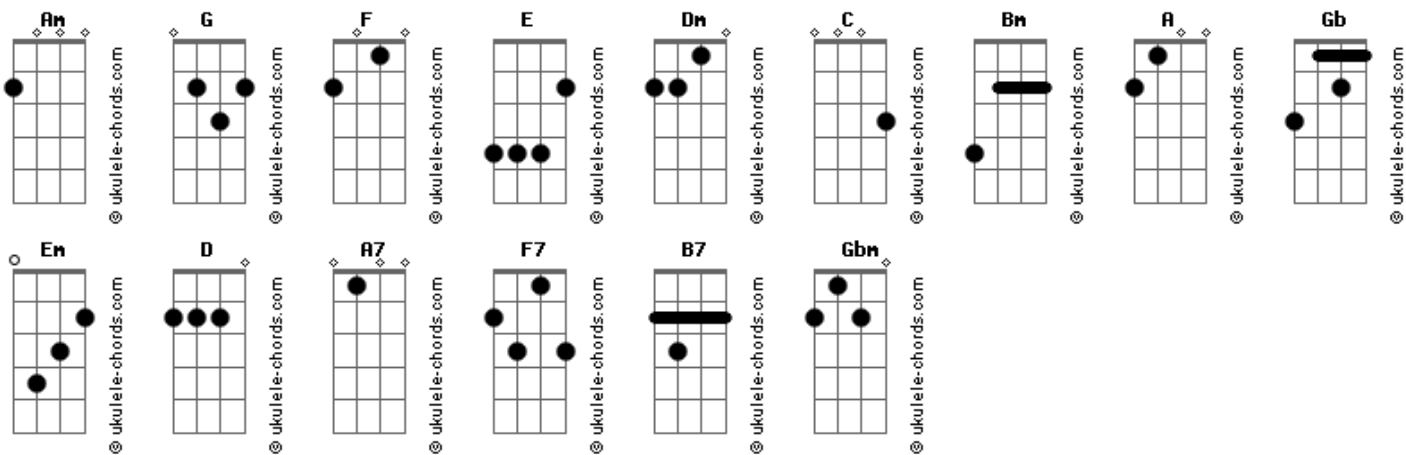 Am G F E Dm C Bm A Gb
© ukulele-chords.com © ukulele-chords.com © ukulele-chords.com © ukulele-chords.com © ukulele-chords.com © ukulele-chords.com © ukulele-chords.com © ukulele-chords.com © ukulele-chords.com
Em D A7 F7 B7 Gbm
© ukulele-chords.com © ukulele-chords.com © ukulele-chords.com © ukulele-chords.com © ukulele-chords.com © ukulele-chords.com